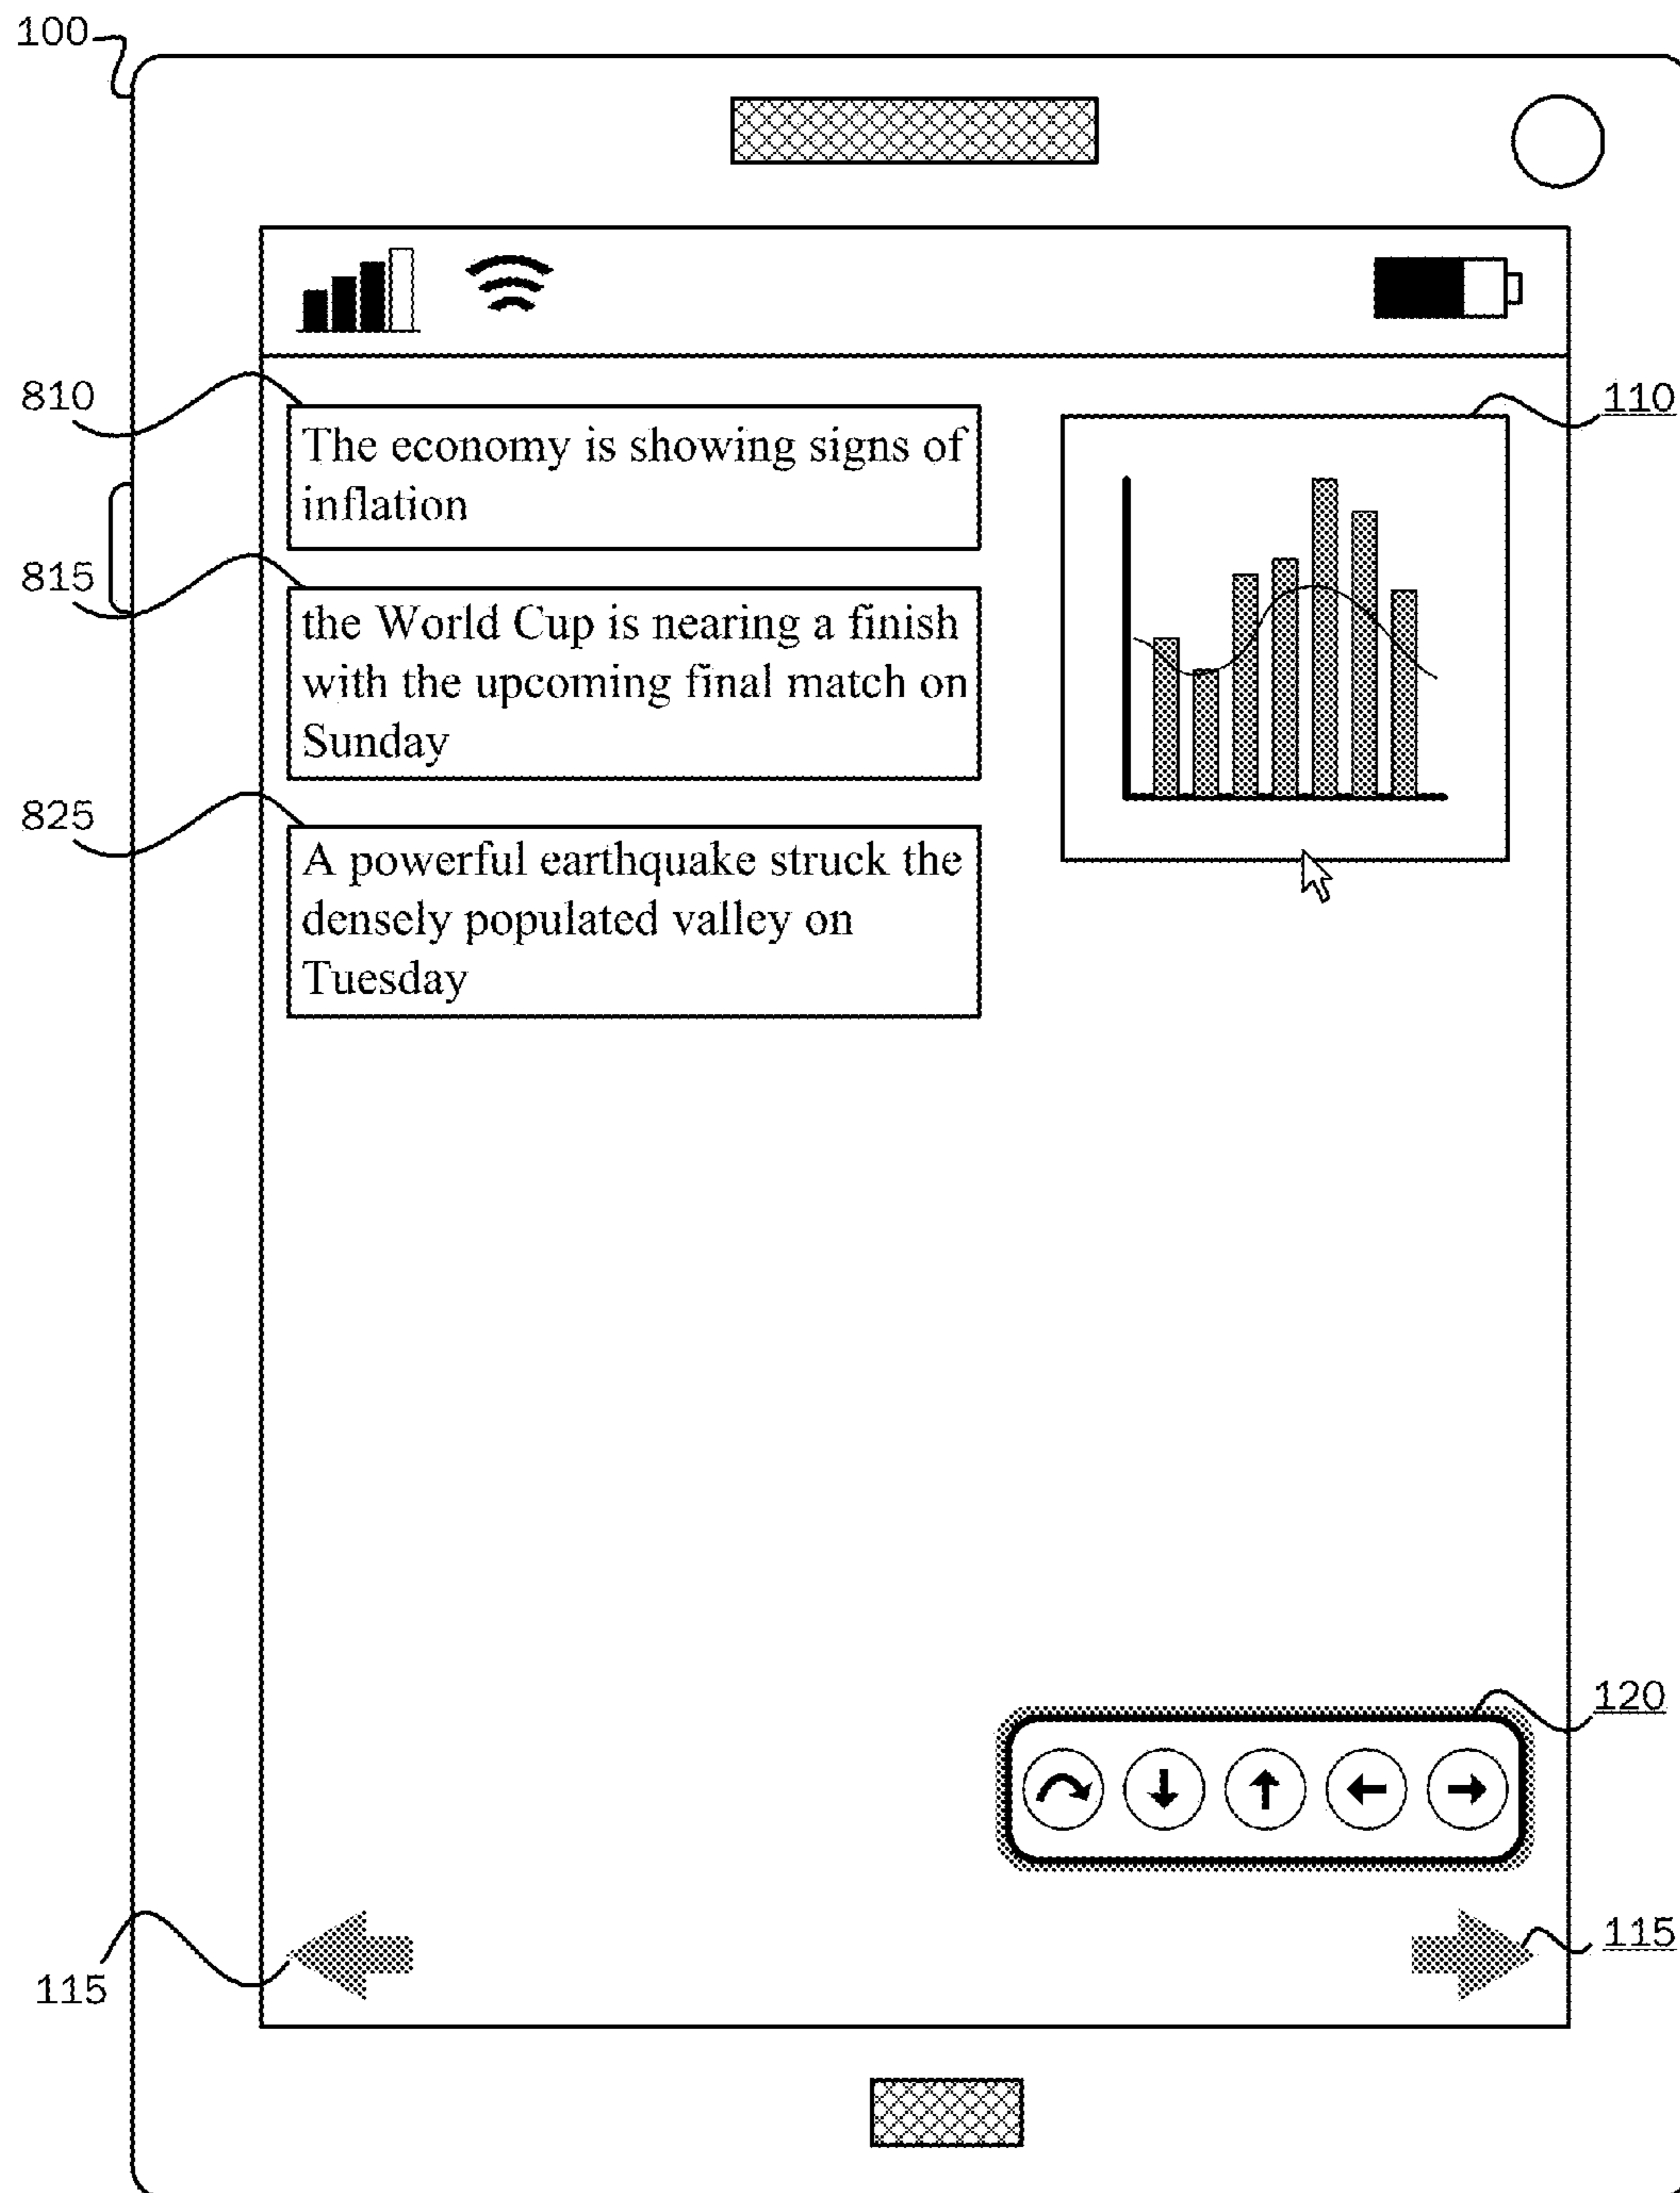 100
810
The economy is showing signs of
inflation
110
815
the World Cup is nearing a finish
with the upcoming final match on
Sunday
825
A powerful earthquake struck the
densely populated valley on
Tuesday
120
115
115